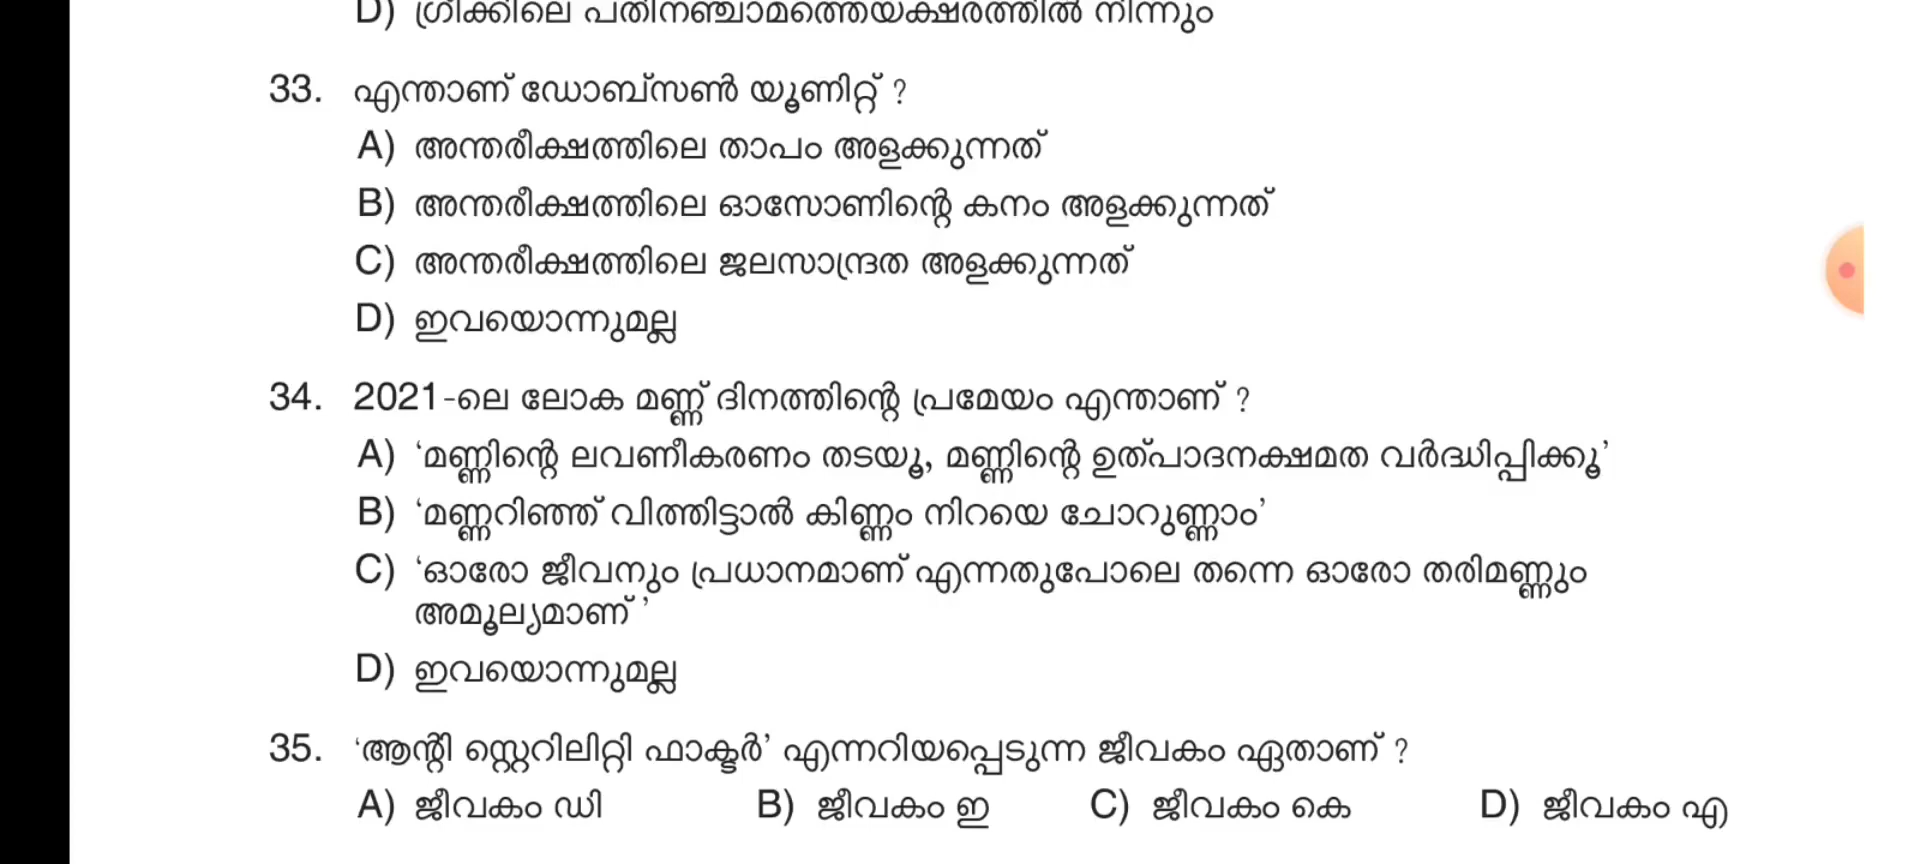 D) ഗ്രീക്കിലെ പതിനഞ്ചാമത്തെയക്ഷരത്തിൽ നിന്നും
33. എന്താണ് ഡോബ്സൺ യൂണിറ്റ് ?
A) അന്തരീക്ഷത്തിലെ താപം അളക്കുന്നത്
B) അന്തരീക്ഷത്തിലെ ഓസോണിന്റെ കനം അളക്കുന്നത്
C) അന്തരീക്ഷത്തിലെ ജലസാന്ദ്രത അളക്കുന്നത്
D) ഇവയൊന്നുമല്ല
34. 2021-ലെ ലോക മണ്ണ് ദിനത്തിന്റെ പ്രമേയം എന്താണ് ?
A) ‘മണ്ണിന്റെ ലവണീകരണം തടയൂ, മണ്ണിന്റെ ഉത്പാദനക്ഷമത വർദ്ധിപ്പിക്കൂ’
B) ‘മണ്ണറിഞ്ഞ് വിത്തിട്ടാൽ കിണ്ണം നിറയെ ചോറുണ്ണാം’
C) ‘ഓരോ ജീവനും പ്രധാനമാണ് എന്നതുപോലെ തന്നെ ഓരോ തരിമണ്ണും
അമൂല്യമാണ് ’
D) ഇവയൊന്നുമല്ല
35. ‘ആന്റി സ്റ്റെറിലിറ്റി ഫാക്ടർ’ എന്നറിയപ്പെടുന്ന ജീവകം ഏതാണ് ?
A) ജീവകം ഡി B) ജീവകം ഇ C) ജീവകം കെ D) ജീവകം എ